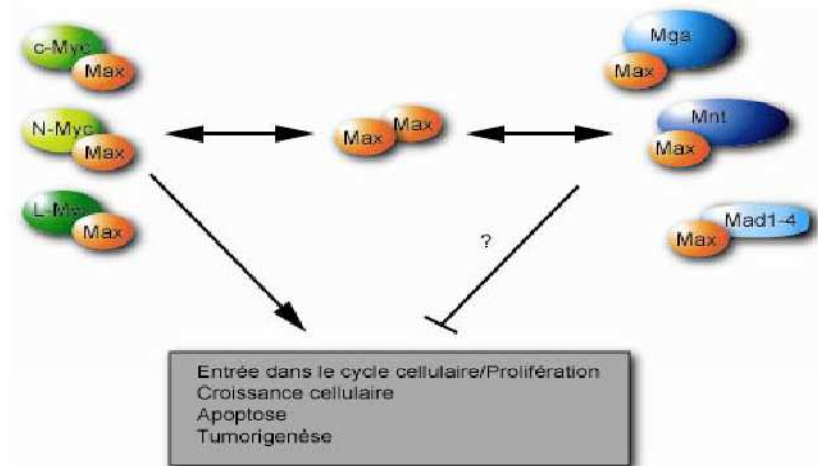 c-Myc
Max
N-Myc
Max
L-Myc
Max
Max
Max
Mga
Max
Mnt
Max
Mad1-4
Max
?
Entrée dans le cycle cellulaire/Prolifération
Croissance cellulaire
Apoptose
Tumorigenèse